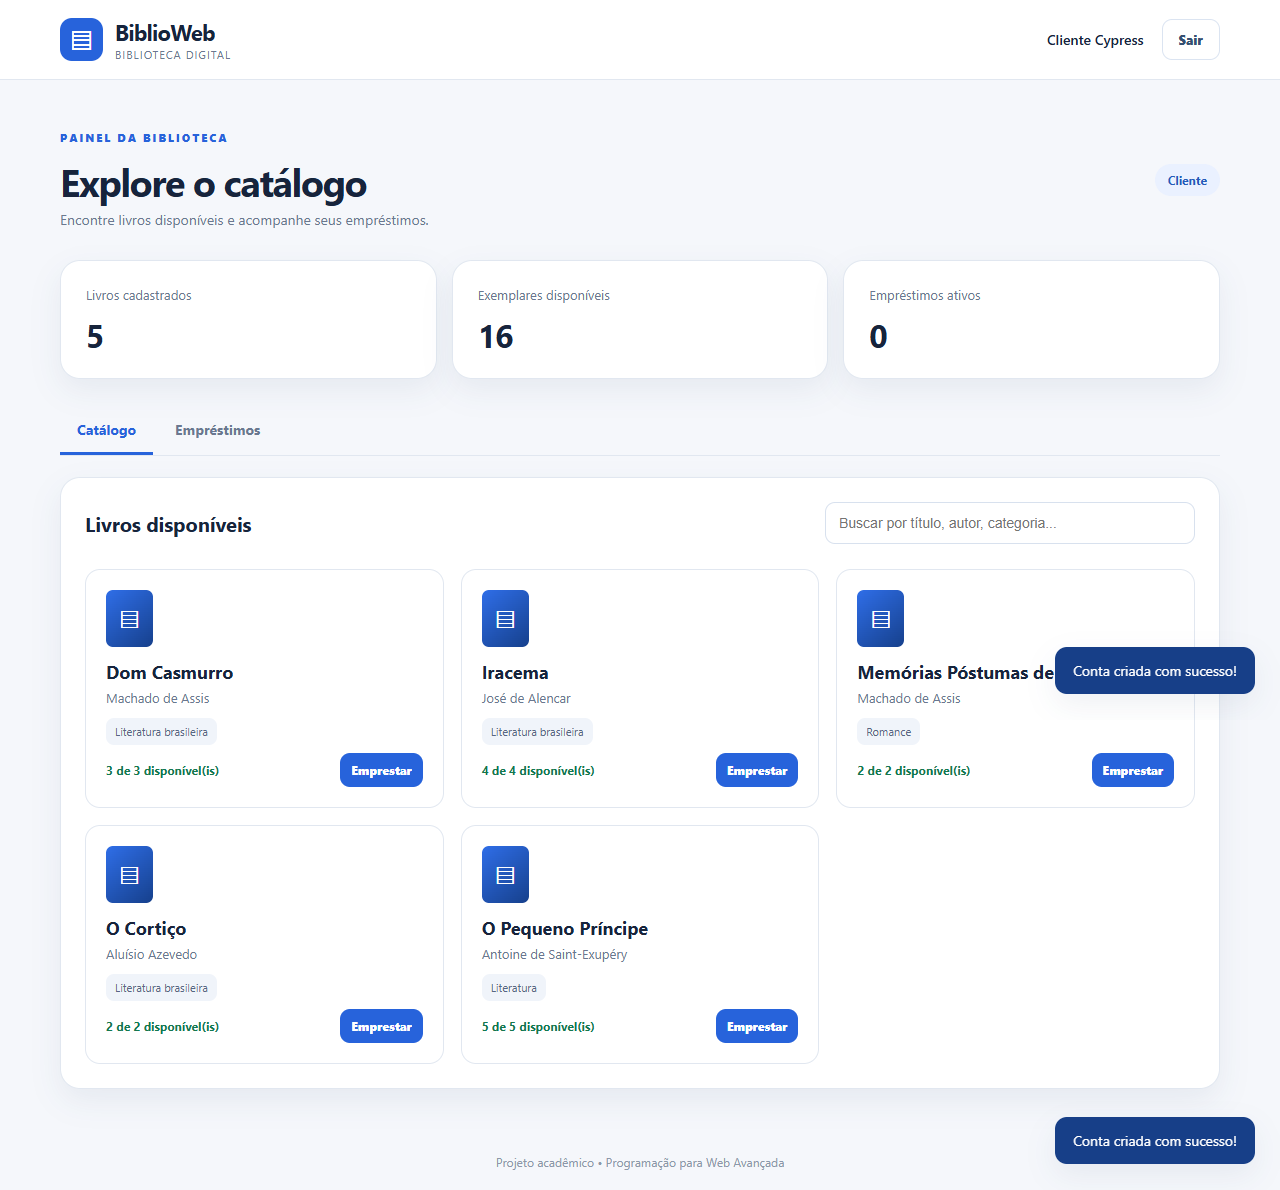 BiblioWeb
BIBLIOTECA DIGITAL
Cliente Cypress
Sair
PAINEL DA BIBLIOTECA
Explore o catálogo
Encontre livros disponíveis e acompanhe seus empréstimos.
Cliente
Livros cadastrados
5
Exemplares disponíveis
16
Empréstimos ativos
0
Catálogo
Empréstimos
Livros disponíveis
Buscar por título, autor, categoria...
Dom Casmurro
Machado de Assis
Literatura brasileira
3 de 3 disponível(is)
Emprestar
Iracema
José de Alencar
Literatura brasileira
4 de 4 disponível(is)
Emprestar
Memórias Póstumas de
Machado de Assis
Romance
2 de 2 disponível(is)
Emprestar
Conta criada com sucesso!
O Cortiço
Aluísio Azevedo
Literatura brasileira
2 de 2 disponível(is)
Emprestar
O Pequeno Príncipe
Antoine de Saint-Exupéry
Literatura
5 de 5 disponível(is)
Emprestar
Conta criada com sucesso!
Projeto acadêmico • Programação para Web Avançada